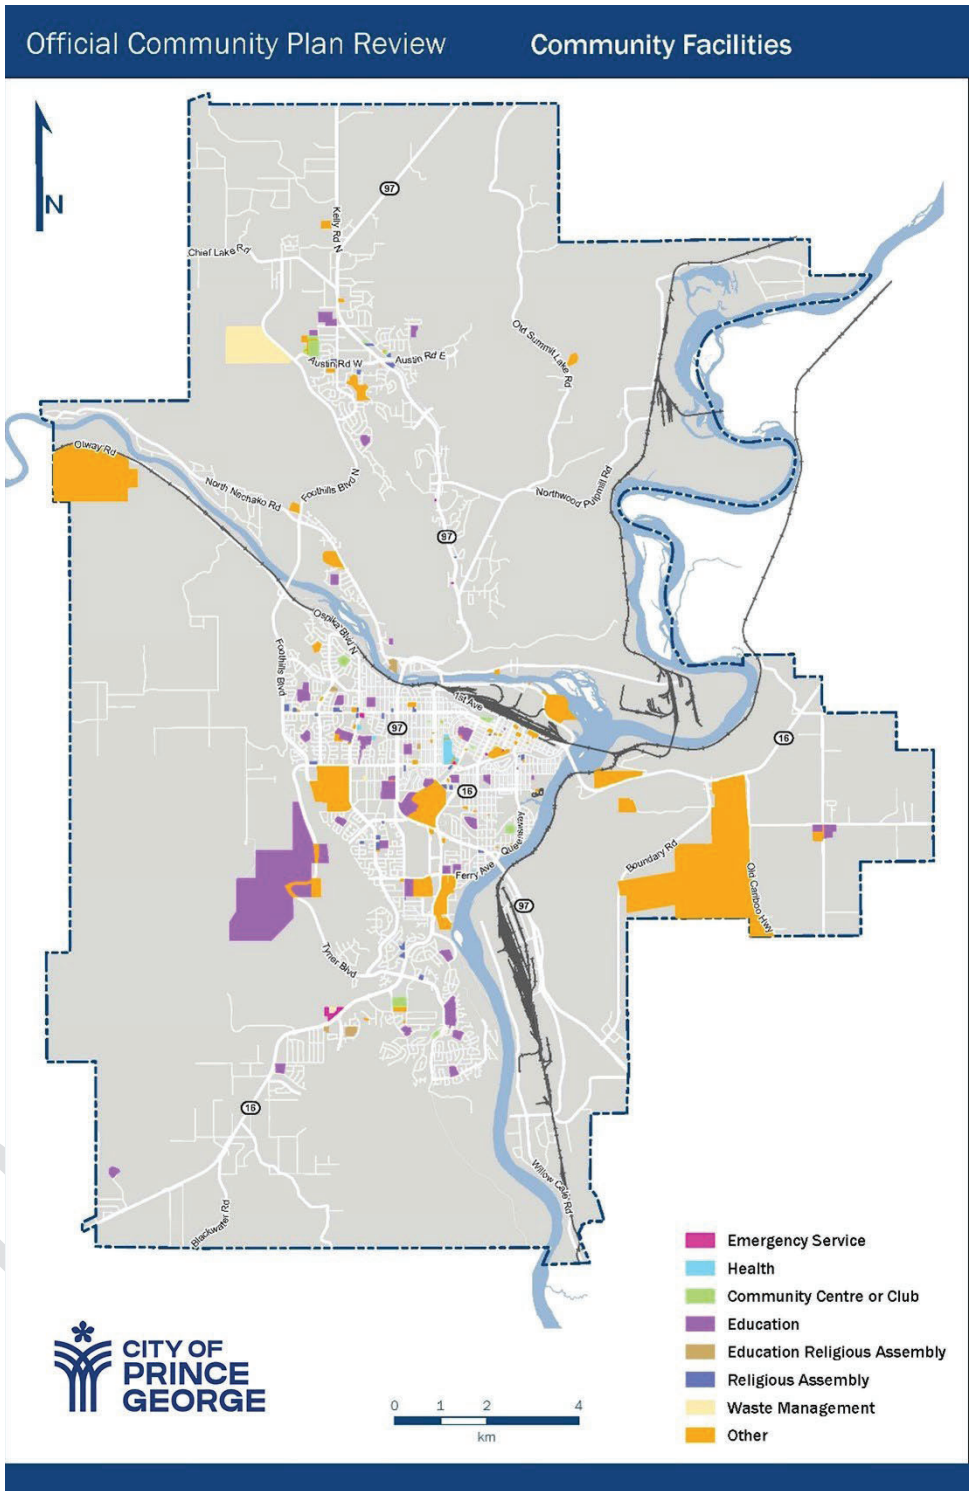 Official Community Plan Review
Community Facilities
N
97
Kelly Rd N
Chief Lake Rd
Old Summit Lake Rd
Austin Rd W
Austin Rd E
Otway Rd
North Nechako Rd
Foothills Blvd N
Northwood Pulpmill Rd
97
Ospika Blvd N
Foothills Blvd
1st Ave
97
16
16
Queensway
Boundary Rd
Ferry Ave
Old Cariboo Hwy
97
Tyner Blvd
16
Willow Cale Rd
Blackwater Rd
Emergency Service
Health
Community Centre or Club
Education
Education Religious Assembly
Religious Assembly
Waste Management
Other
CITY OF
PRINCE
GEORGE
0 1 2 4
km